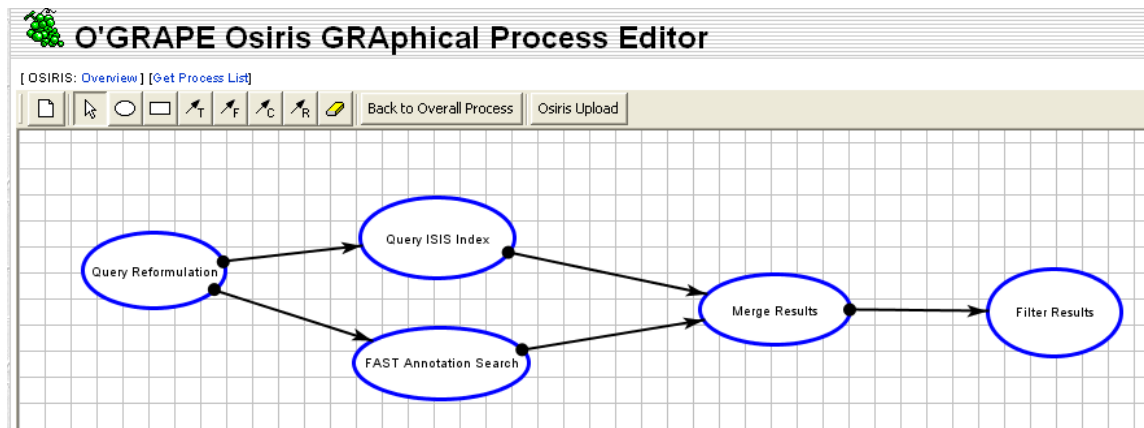 O'GRAPE Osiris GRAphical Process Editor
[ OSIRIS: Overview ] [Get Process List]
T F C R Back to Overall Process Osiris Upload
Query ISIS Index
Query Reformulation
Merge Results
Filter Results
FAST Annotation Search